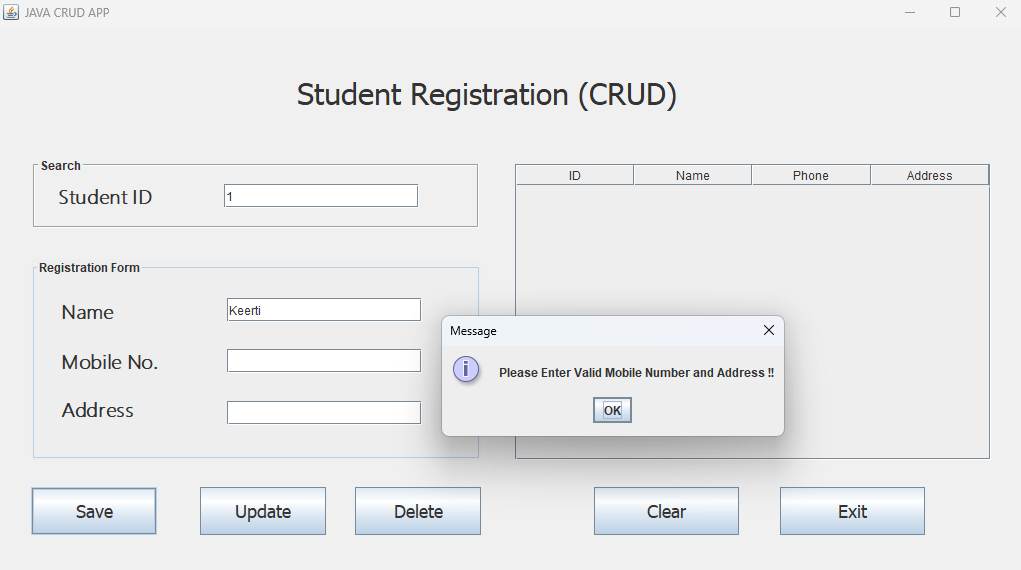 JAVA CRUD APP
Student Registration (CRUD)
Search
Student ID 1
ID Name Phone Address
Registration Form
Name Keerti
Mobile No.
Address
Message
i Please Enter Valid Mobile Number and Address !!
OK
Save Update Delete Clear Exit